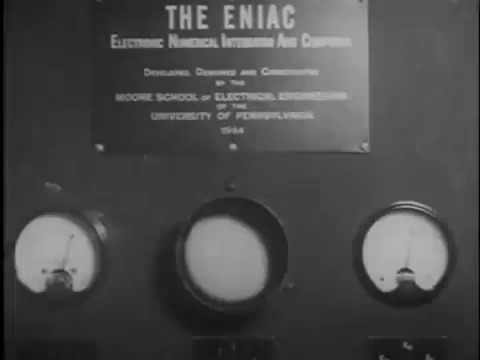 THE ENIAC
ELECTRONIC NUMERICAL INTEGRATOR AND COMPUTER
DEVELOPED, DESIGNED AND CONSTRUCTED
BY THE
MOORE SCHOOL OF ELECTRICAL ENGINEERING
OF THE
UNIVERSITY OF PENNSYLVANIA
1944